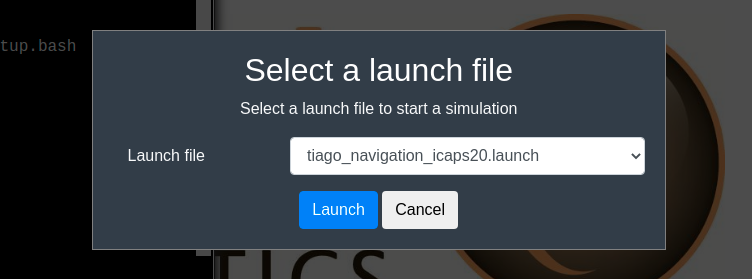 tup.bash
Select a launch file
Select a launch file to start a simulation
Launch file
tiago_navigation_icaps20.launch
Launch
Cancel
TICS